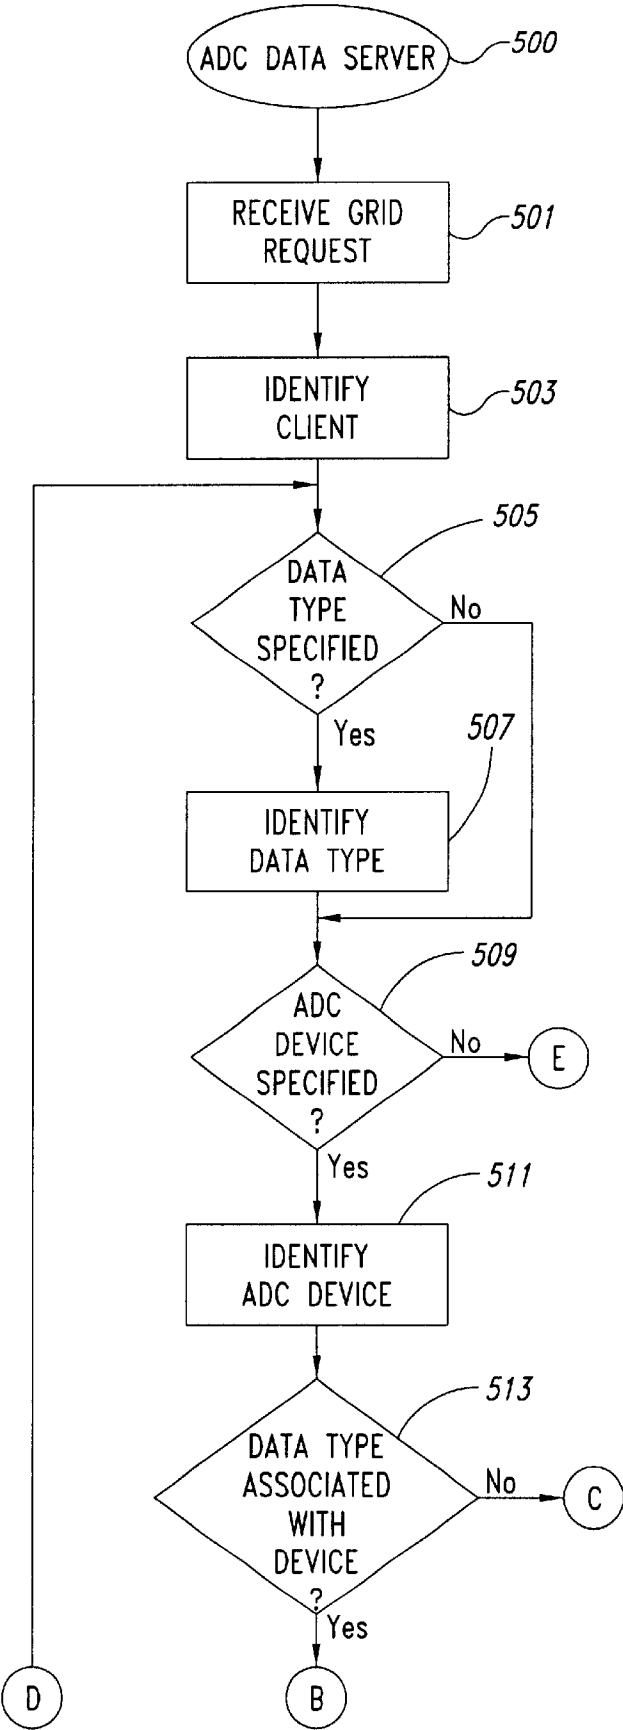 ADC DATA SERVER
500
RECEIVE GRID
REQUEST
501
IDENTIFY
CLIENT
503
505
DATA
TYPE
SPECIFIED
?
No
Yes
507
IDENTIFY
DATA TYPE
509
ADC
DEVICE
SPECIFIED
?
No
E
Yes
511
IDENTIFY
ADC DEVICE
513
DATA TYPE
ASSOCIATED
WITH
DEVICE
?
No
C
Yes
D
B